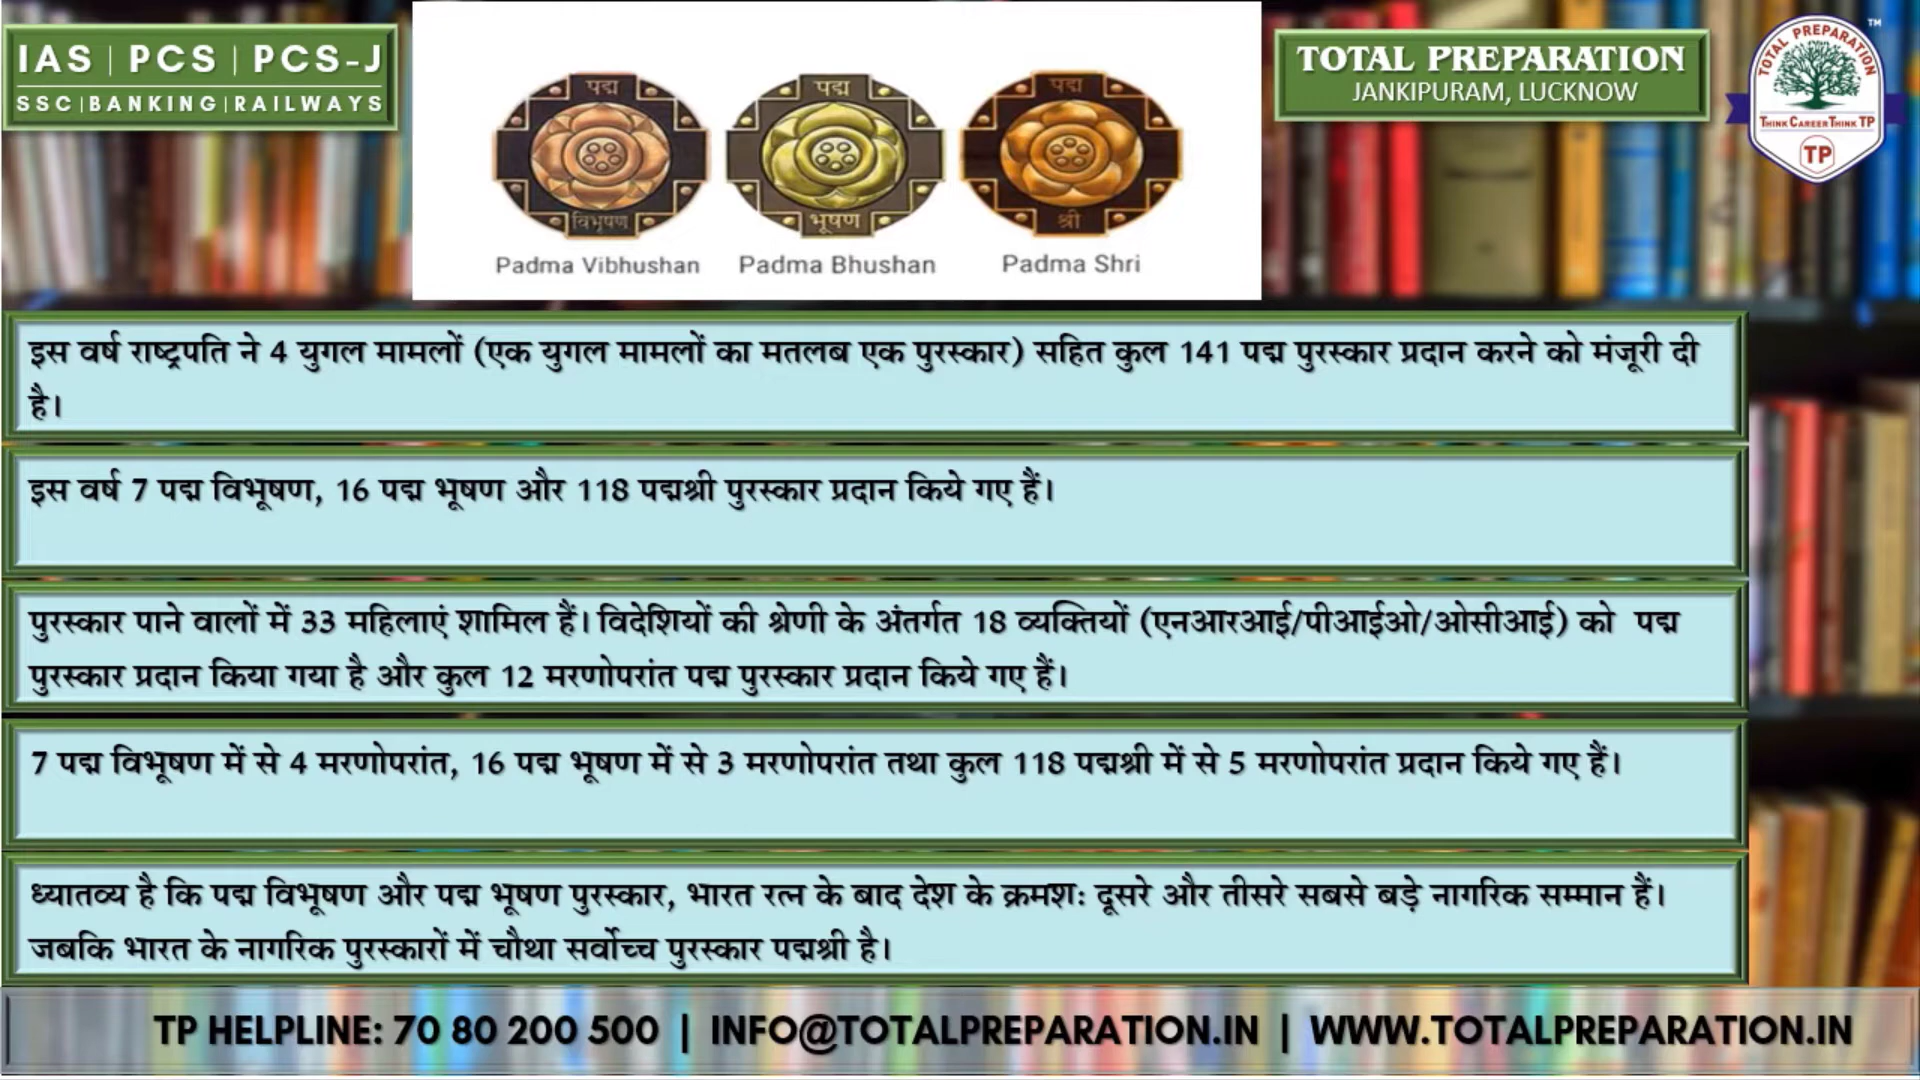 IAS | PCS | PCS-J
SSC|BANKING|RAILWAYS
पद्म
विभूषण
Padma Vibhushan
पद्म
भूषण
Padma Bhushan
पद्म
श्री
Padma Shri
TOTAL PREPARATION
JANKIPURAM, LUCKNOW
TM
TOTAL PREPARATION
THINK CAREER THINK TP
TP
इस वर्ष राष्ट्रपति ने 4 युगल मामलों (एक युगल मामलों का मतलब एक पुरस्कार) सहित कुल 141 पद्म पुरस्कार प्रदान करने को मंजूरी दी
है।
इस वर्ष 7 पद्म विभूषण, 16 पद्म भूषण और 118 पद्मश्री पुरस्कार प्रदान किये गए हैं।
पुरस्कार पाने वालों में 33 महिलाएं शामिल हैं। विदेशियों की श्रेणी के अंतर्गत 18 व्यक्तियों (एनआरआई/पीआईओ/ओसीआई) को पद्म
पुरस्कार प्रदान किया गया है और कुल 12 मरणोपरांत पद्म पुरस्कार प्रदान किये गए हैं।
7 पद्म विभूषण में से 4 मरणोपरांत, 16 पद्म भूषण में से 3 मरणोपरांत तथा कुल 118 पद्मश्री में से 5 मरणोपरांत प्रदान किये गए हैं।
ध्यातव्य है कि पद्म विभूषण और पद्म भूषण पुरस्कार, भारत रत्न के बाद देश के क्रमशः दूसरे और तीसरे सबसे बड़े नागरिक सम्मान हैं।
जबकि भारत के नागरिक पुरस्कारों में चौथा सर्वोच्च पुरस्कार पद्मश्री है।
TP HELPLINE: 70 80 200 500 | INFO@TOTALPREPARATION.IN | WWW.TOTALPREPARATION.IN